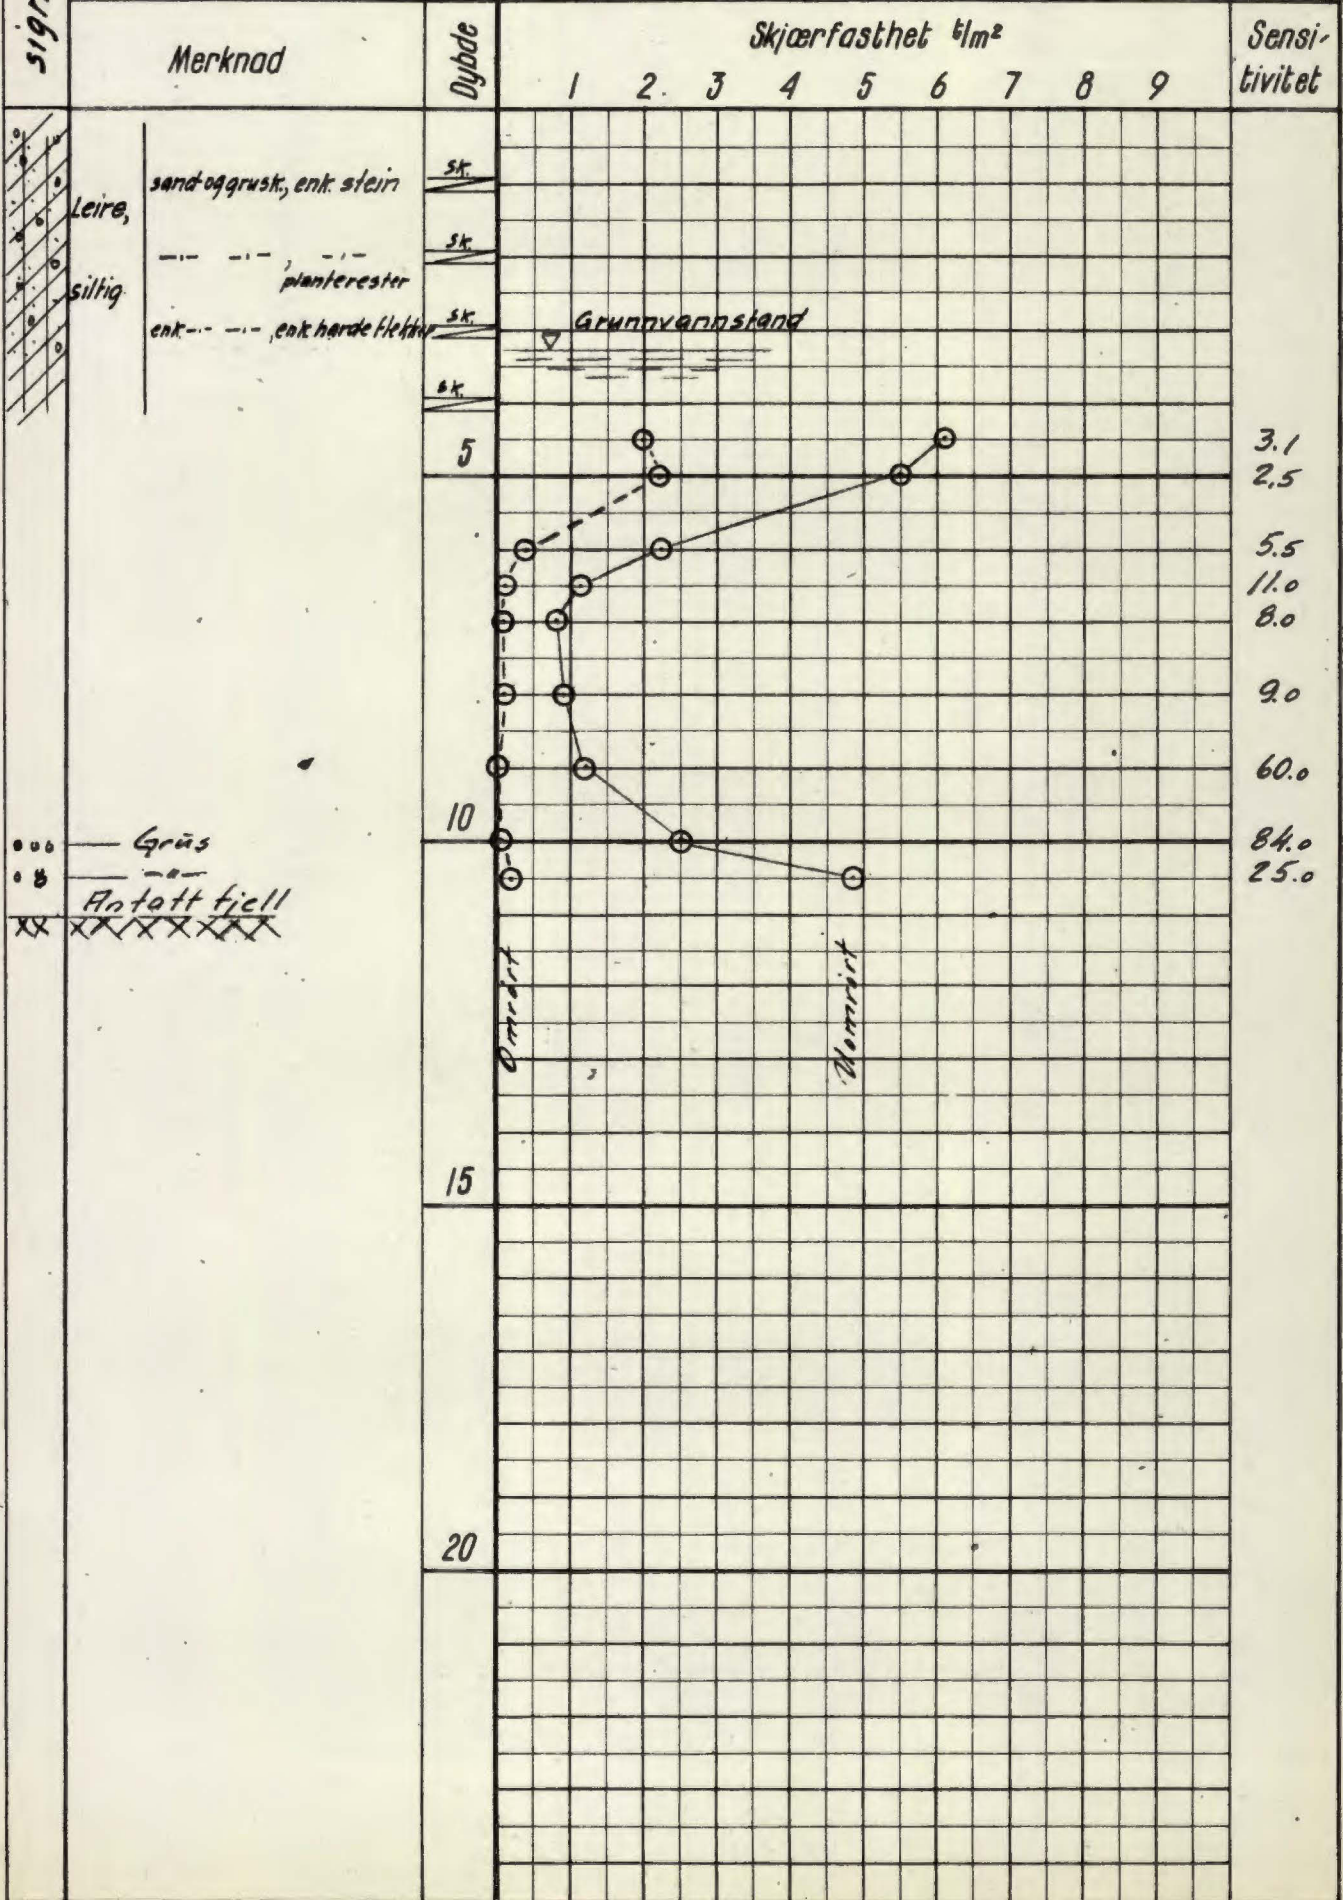 sign
Merknad
Dybde
Skjærfasthet t/m²
1 2 3 4 5 6 7 8 9
Sensi-
tivitet
Leire,
siltig
sand og grusk, enk. stein
—·— —·— , —·—
planterester
enk —·— —·— , enk harde flekker
sk.
sk.
sk.
sk.
Grunnvannstand
5
3.1
2.5
5.5
11.0
8.0
9.0
60.0
10
84.0
25.0
Grus
—"—
Antatt fjell
Omrørt
Uomrørt
15
20